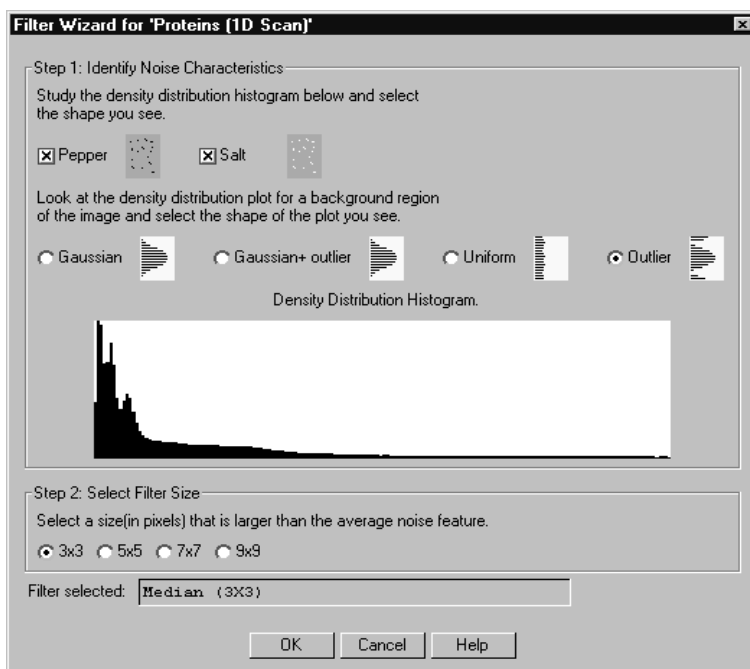 Filter Wizard for 'Proteins (1D Scan)'
Step 1: Identify Noise Characteristics
Study the density distribution histogram below and select
the shape you see.
Pepper Salt
Look at the density distribution plot for a background region
of the image and select the shape of the plot you see.
Gaussian Gaussian+ outlier Uniform Outlier
Density Distribution Histogram.
Step 2: Select Filter Size
Select a size(in pixels) that is larger than the average noise feature.
3x3 5x5 7x7 9x9
Filter selected: Median (3X3)
OK Cancel Help